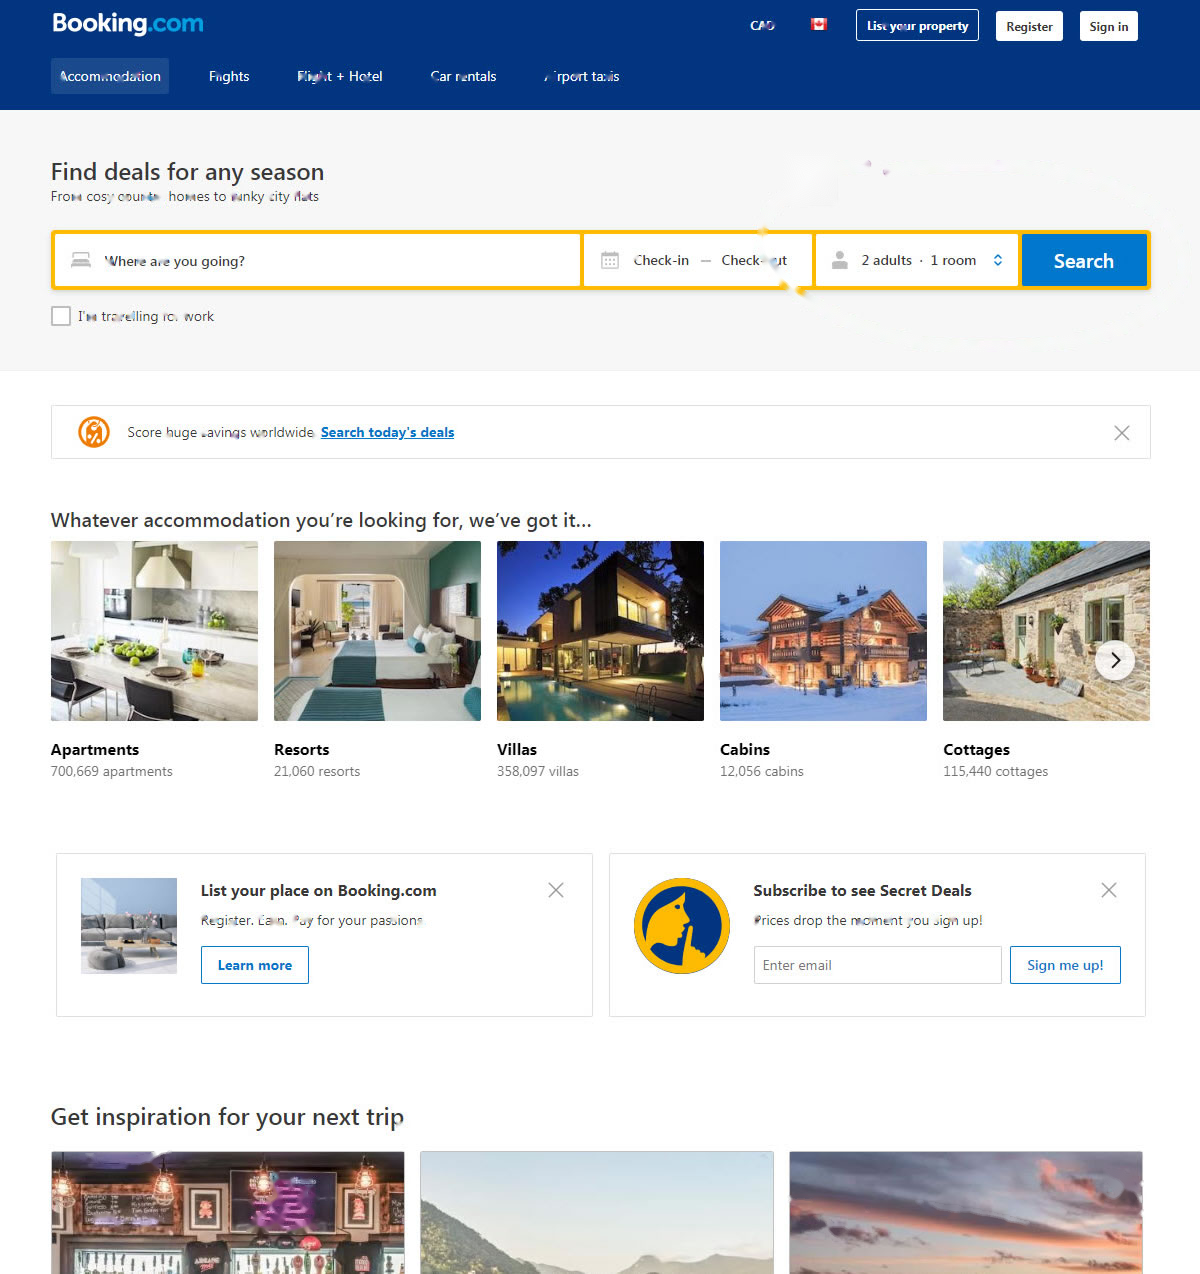 Booking.com
CAD
List your property
Register
Sign in
Accommodation
Flights
Flight + Hotel
Car rentals
Airport taxis
Find deals for any season
From cosy country homes to funky city flats
Where are you going?
Check-in — Check-out
2 adults · 1 room
Search
I'm travelling for work
Score huge savings worldwide Search today's deals
Whatever accommodation you're looking for, we've got it...
Apartments
700,669 apartments
Resorts
21,060 resorts
Villas
358,097 villas
Cabins
12,056 cabins
Cottages
115,440 cottages
List your place on Booking.com
Register. Earn. Pay for your passions
Learn more
Subscribe to see Secret Deals
Prices drop the moment you sign up!
Enter email
Sign me up!
Get inspiration for your next trip